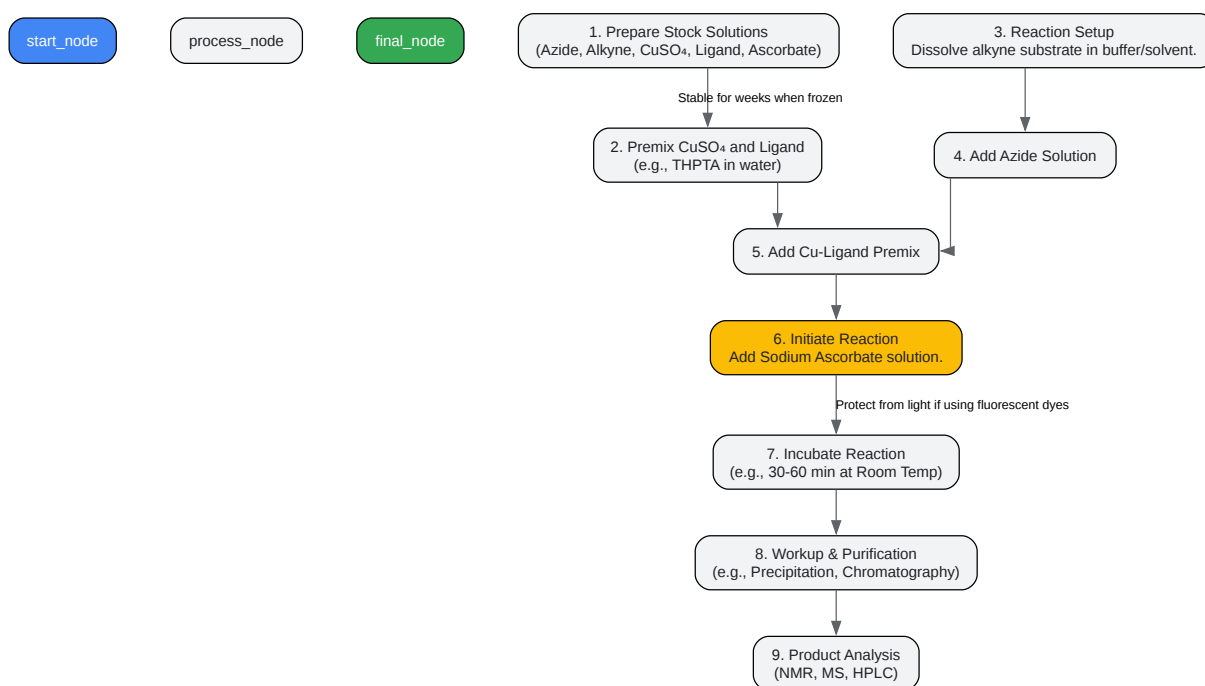 start_node
process_node
final_node
1. Prepare Stock Solutions
(Azide, Alkyne, CuSO₄, Ligand, Ascorbate)
3. Reaction Setup
Dissolve alkyne substrate in buffer/solvent.
Stable for weeks when frozen
2. Premix CuSO₄ and Ligand
(e.g., THPTA in water)
4. Add Azide Solution
5. Add Cu-Ligand Premix
6. Initiate Reaction
Add Sodium Ascorbate solution.
Protect from light if using fluorescent dyes
7. Incubate Reaction
(e.g., 30-60 min at Room Temp)
8. Workup & Purification
(e.g., Precipitation, Chromatography)
9. Product Analysis
(NMR, MS, HPLC)